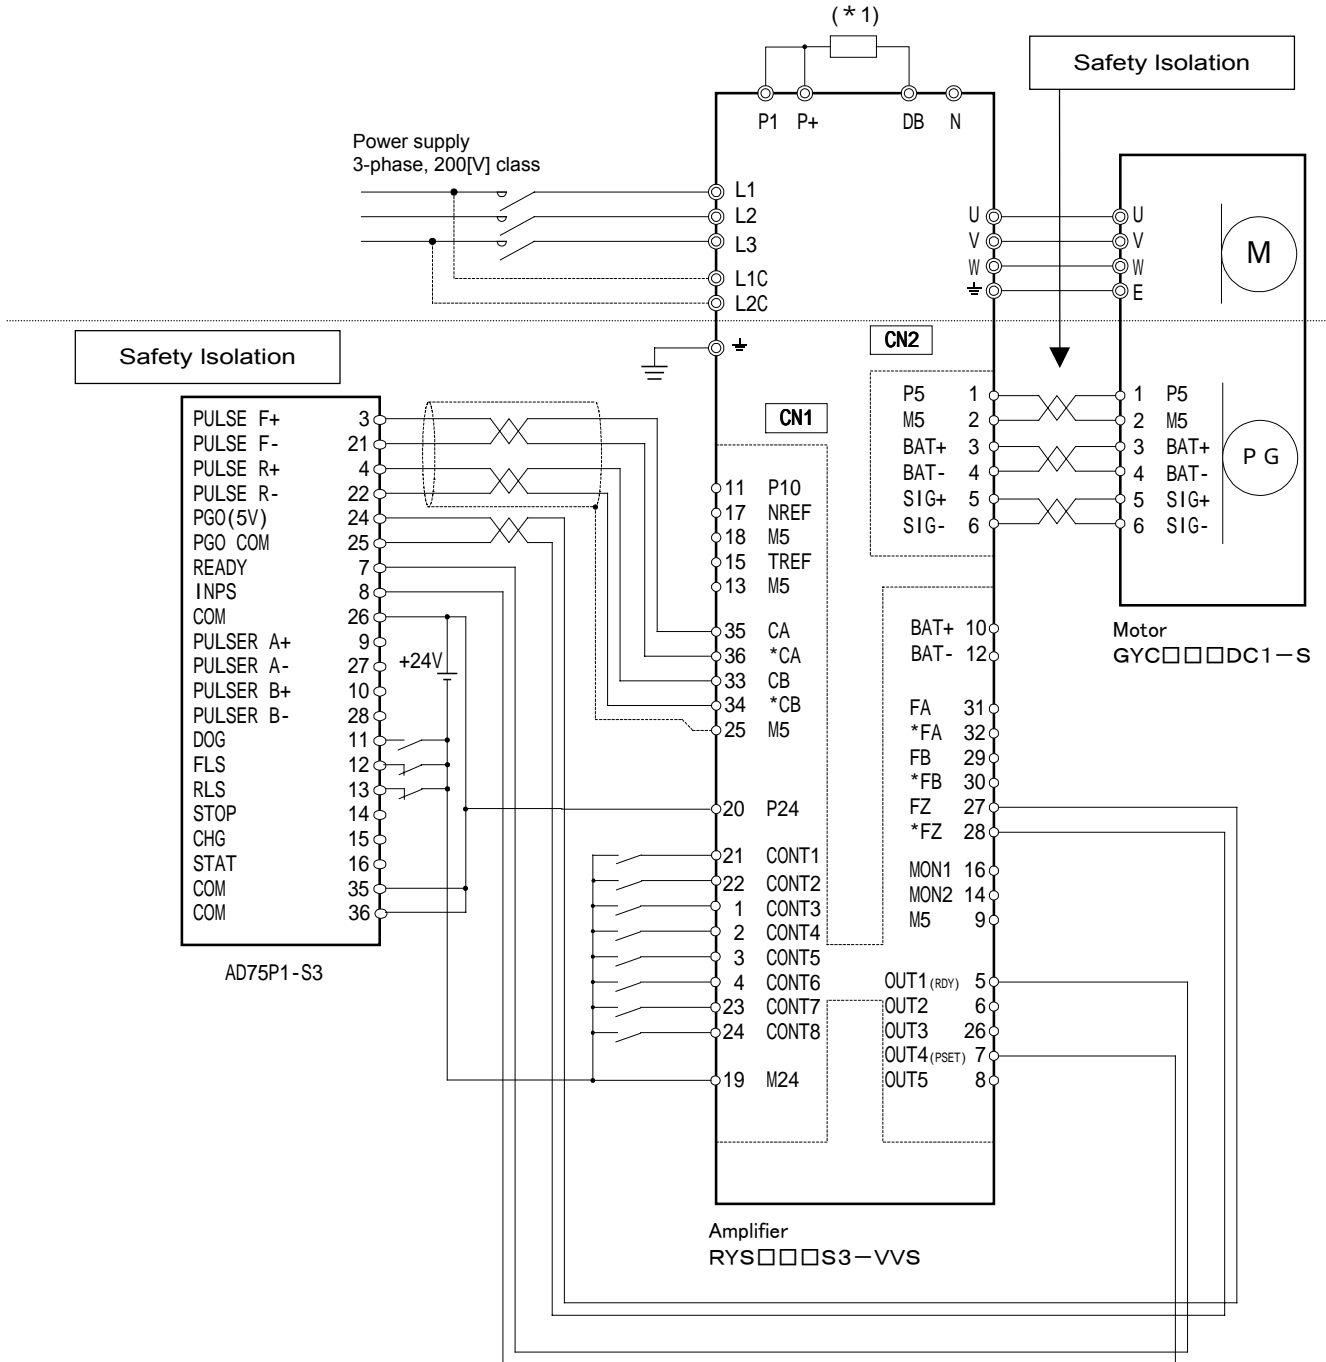 (*1)
Safety Isolation
P1 P+ DB N
Power supply
3-phase, 200[V] class
L1
L2
L3
L1C
L2C
U
V
W
U
V
W
E
M
Safety Isolation
CN2
CN1
PULSE F+ 3
PULSE F- 21
PULSE R+ 4
PULSE R- 22
PGO(5V) 24
PGO COM 25
READY 7
INPS 8
COM 26
PULSER A+ 9
PULSER A- 27
PULSER B+ 10
PULSER B- 28
DOG 11
FLS 12
RLS 13
STOP 14
CHG 15
STAT 16
COM 35
COM 36
AD75P1-S3
+24V
11 P10
17 NREF
18 M5
15 TREF
13 M5
35 CA
36 *CA
33 CB
34 *CB
25 M5
20 P24
21 CONT1
22 CONT2
1 CONT3
2 CONT4
3 CONT5
4 CONT6
23 CONT7
24 CONT8
19 M24
P5 1
M5 2
BAT+ 3
BAT- 4
SIG+ 5
SIG- 6
1 P5
2 M5
3 BAT+
4 BAT-
5 SIG+
6 SIG-
PG
Motor
GYC□□□DC1-S
BAT+ 10
BAT- 12
FA 31
*FA 32
FB 29
*FB 30
FZ 27
*FZ 28
MON1 16
MON2 14
M5 9
OUT1(RDY) 5
OUT2 6
OUT3 26
OUT4(PSET) 7
OUT5 8
Amplifier
RYS□□□S3-VVS